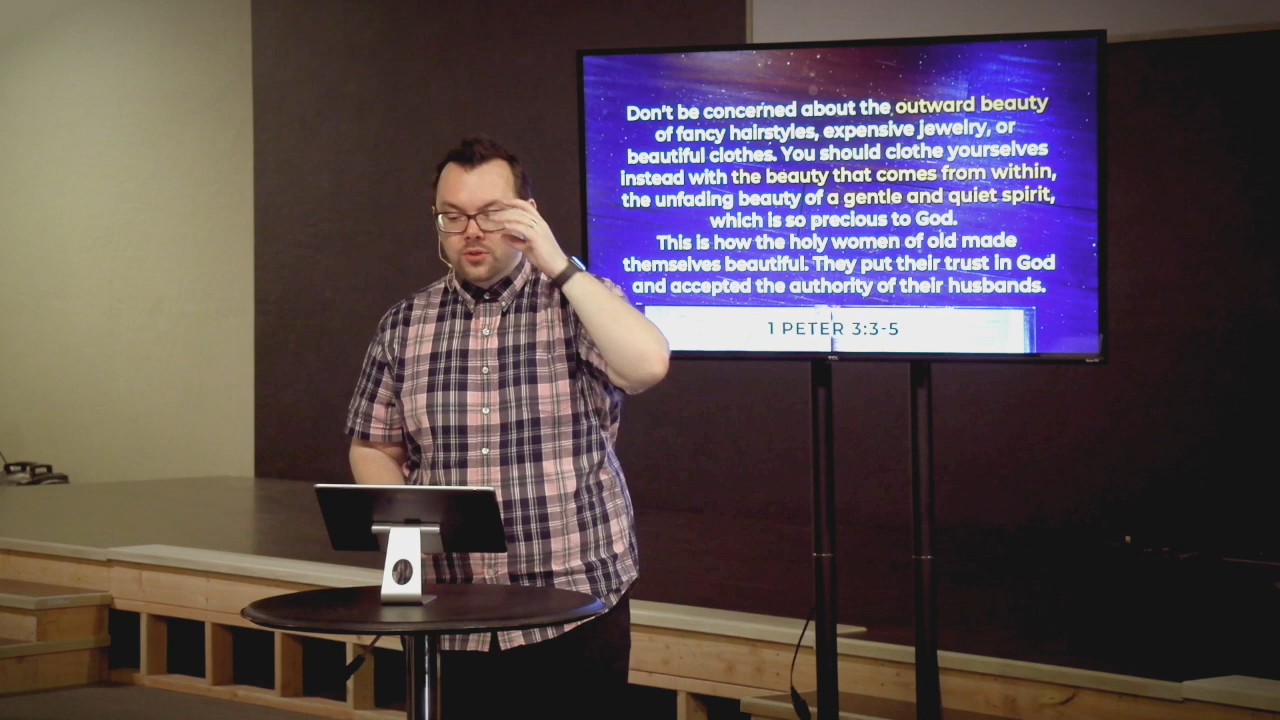 Don't be concerned about the outward beauty
of fancy hairstyles, expensive jewelry, or
beautiful clothes. You should clothe yourselves
instead with the beauty that comes from within,
the unfading beauty of a gentle and quiet spirit,
which is so precious to God.
This is how the holy women of old made
themselves beautiful. They put their trust in God
and accepted the authority of their husbands.
1 PETER 3:3-5
TCL